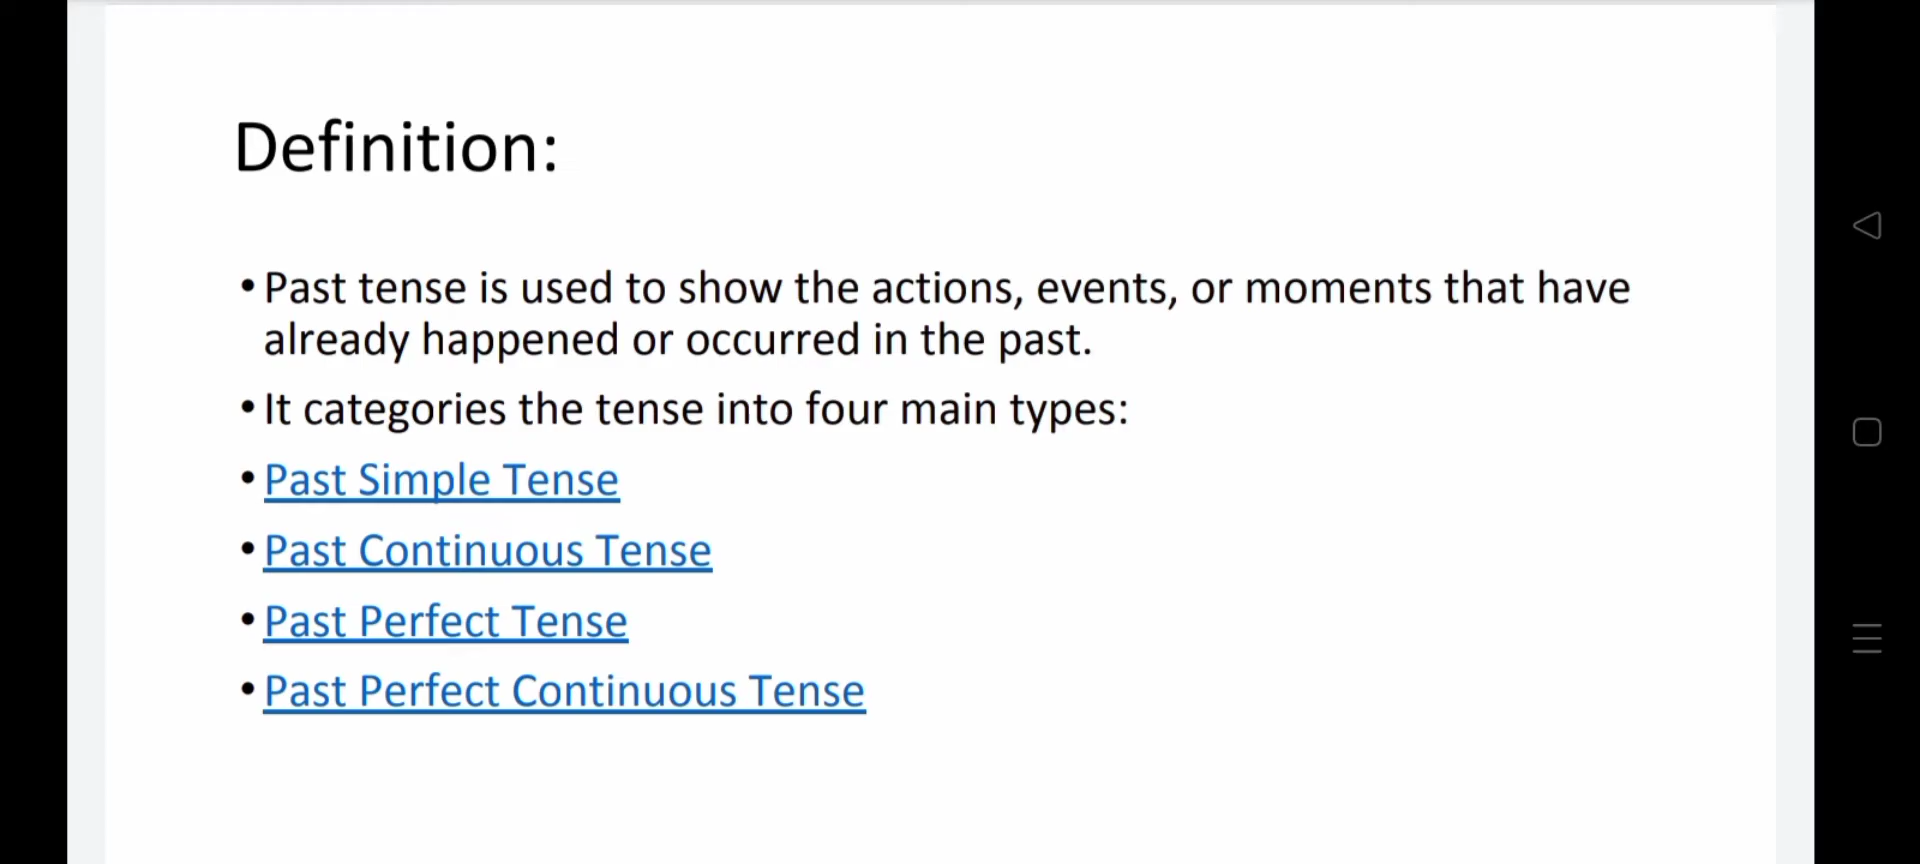 Definition:
• Past tense is used to show the actions, events, or moments that have
already happened or occurred in the past.
• It categories the tense into four main types:
• Past Simple Tense
• Past Continuous Tense
• Past Perfect Tense
• Past Perfect Continuous Tense